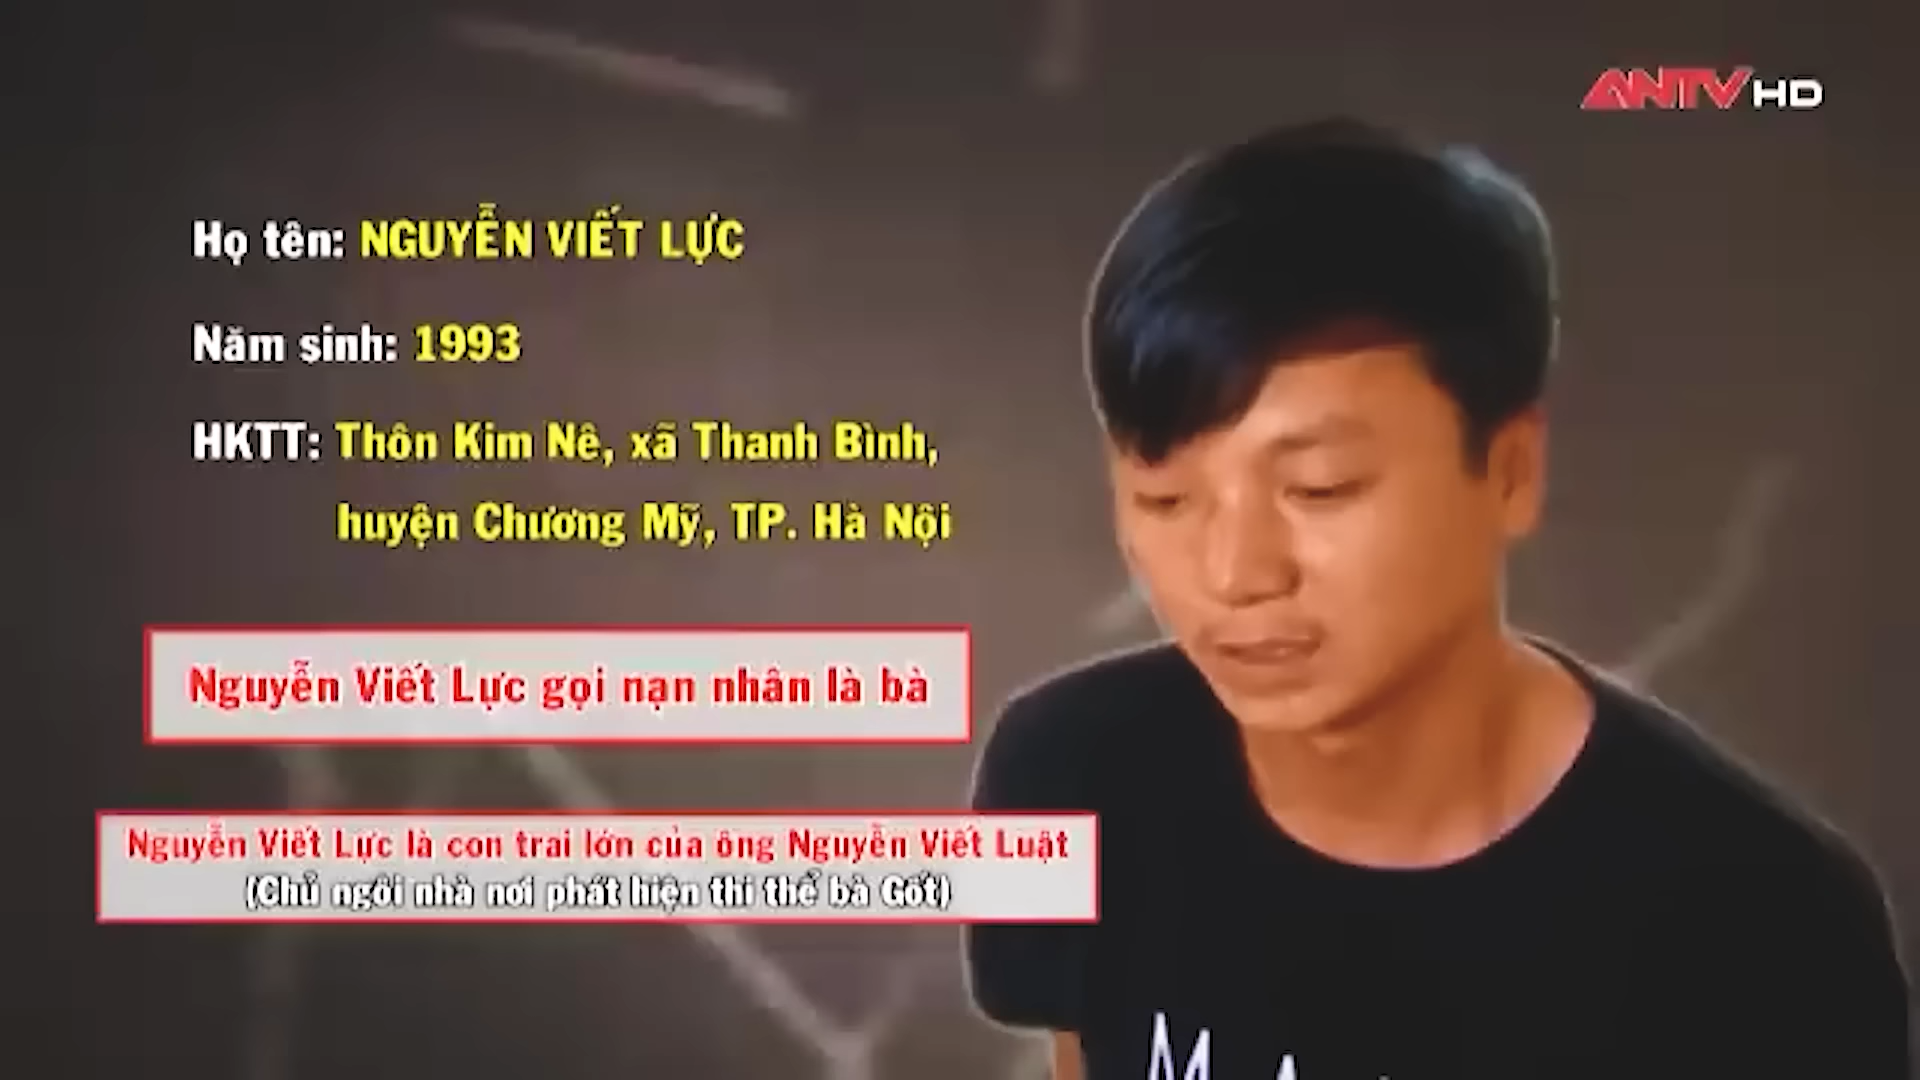 ANTV HD
Họ tên: NGUYỄN VIẾT LỰC
Năm sinh: 1993
HKTT: Thôn Kim Nê, xã Thanh Bình,
huyện Chương Mỹ, TP. Hà Nội
Nguyễn Viết Lực gọi nạn nhân là bà
Nguyễn Viết Lực là con trai lớn của ông Nguyễn Viết Luật
(Chủ ngôi nhà nơi phát hiện thi thể bà Gốt)